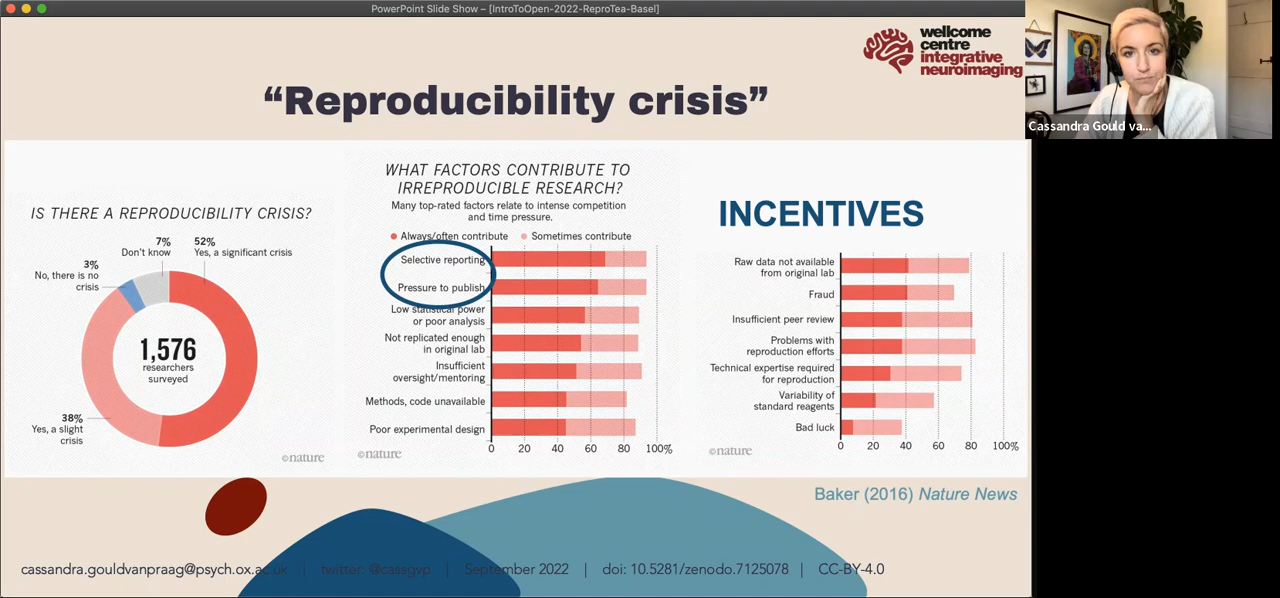 PowerPoint Slide Show – [IntroToOpen-2022-ReproTea-Basel]
wellcome
centre
integrative
neuroimaging
Cassandra Gould va...
“Reproducibility crisis”
IS THERE A REPRODUCIBILITY CRISIS?
7%
Don’t know
52%
Yes, a significant crisis
3%
No, there is no
crisis
1,576
researchers
surveyed
38%
Yes, a slight
crisis
©nature
WHAT FACTORS CONTRIBUTE TO
IRREPRODUCIBLE RESEARCH?
Many top-rated factors relate to intense competition
and time pressure.
Always/often contribute
Sometimes contribute
Selective reporting
Pressure to publish
Low statistical power
or poor analysis
Not replicated enough
in original lab
Insufficient
oversight/mentoring
Methods, code unavailable
Poor experimental design
0 20 40 60 80 100%
©nature
INCENTIVES
Raw data not available
from original lab
Fraud
Insufficient peer review
Problems with
reproduction efforts
Technical expertise required
for reproduction
Variability of
standard reagents
Bad luck
0 20 40 60 80 100%
©nature
Baker (2016) Nature News
cassandra.gouldvanpraag@psych.ox.ac.uk | twitter: @cassgvp | September 2022 | doi: 10.5281/zenodo.7125078 | CC-BY-4.0